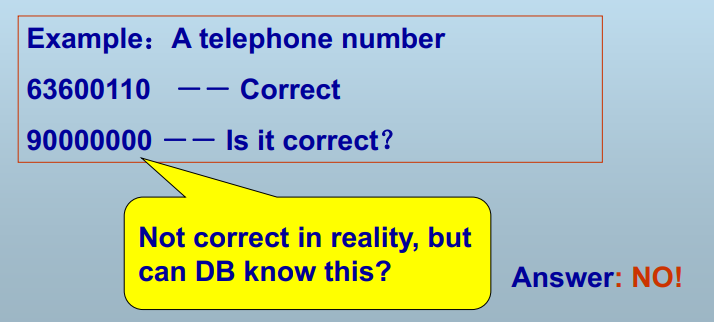 Example：A telephone number
63600110 —— Correct
90000000 —— Is it correct？
Not correct in reality, but
can DB know this?
Answer: NO!